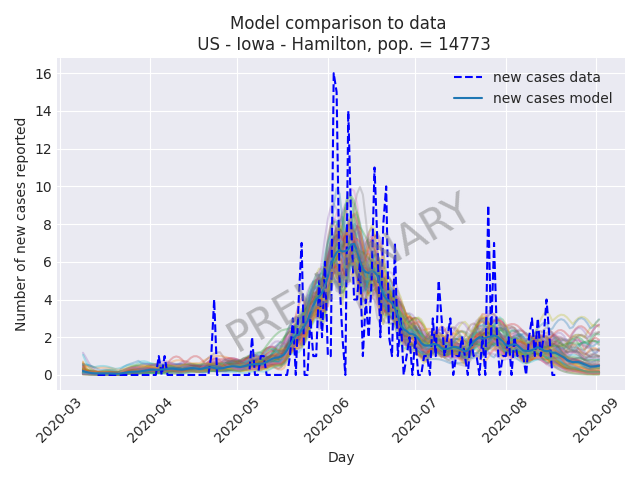 Model comparison to data
US - Iowa - Hamilton, pop. = 14773
new cases data
new cases model
PRELIMINARY
Number of new cases reported
16
14
12
10
8
6
4
2
0
2020-03
2020-04
2020-05
2020-06
2020-07
2020-08
2020-09
Day